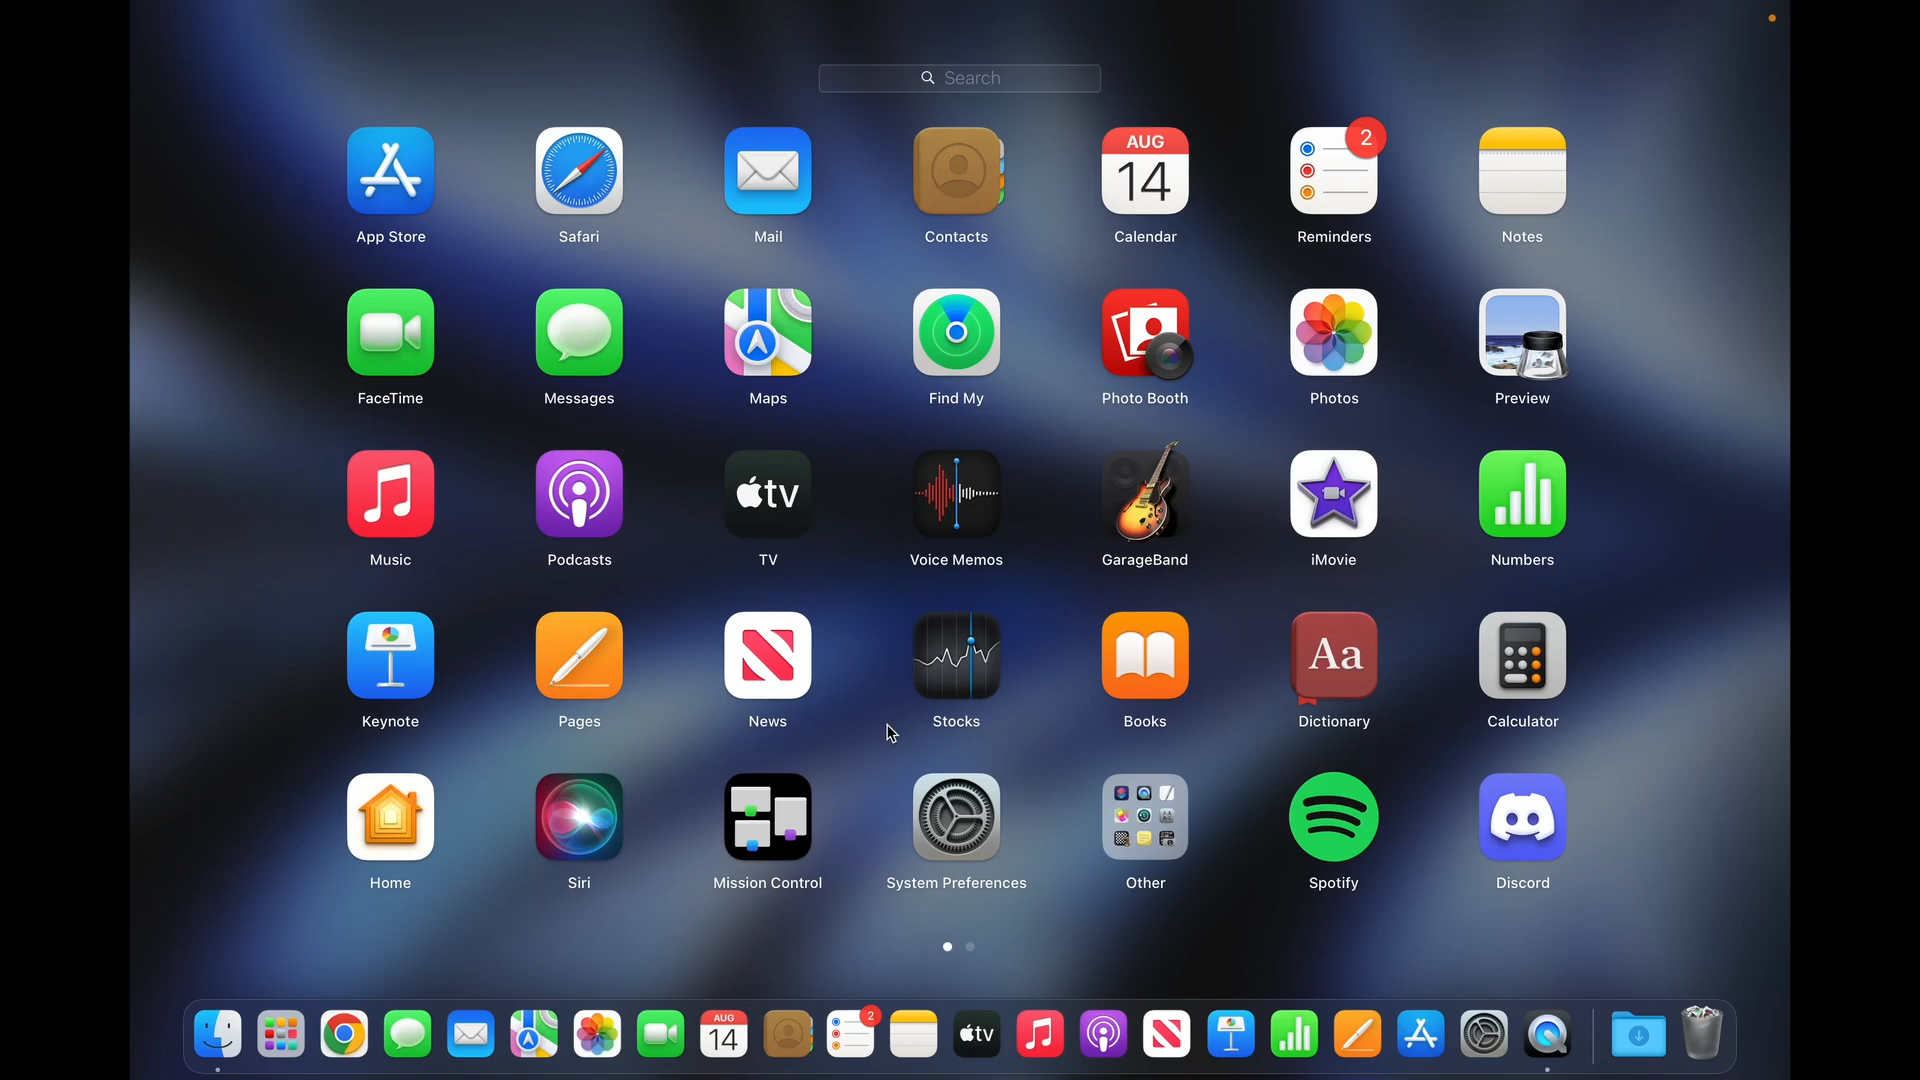 Search
AUG
14
2
App Store Safari Mail Contacts Calendar Reminders Notes
FaceTime Messages Maps Find My Photo Booth Photos Preview
tv
Music Podcasts TV Voice Memos GarageBand iMovie Numbers
Aa
Keynote Pages News Stocks Books Dictionary Calculator
Home Siri Mission Control System Preferences Other Spotify Discord
AUG
14
2
tv